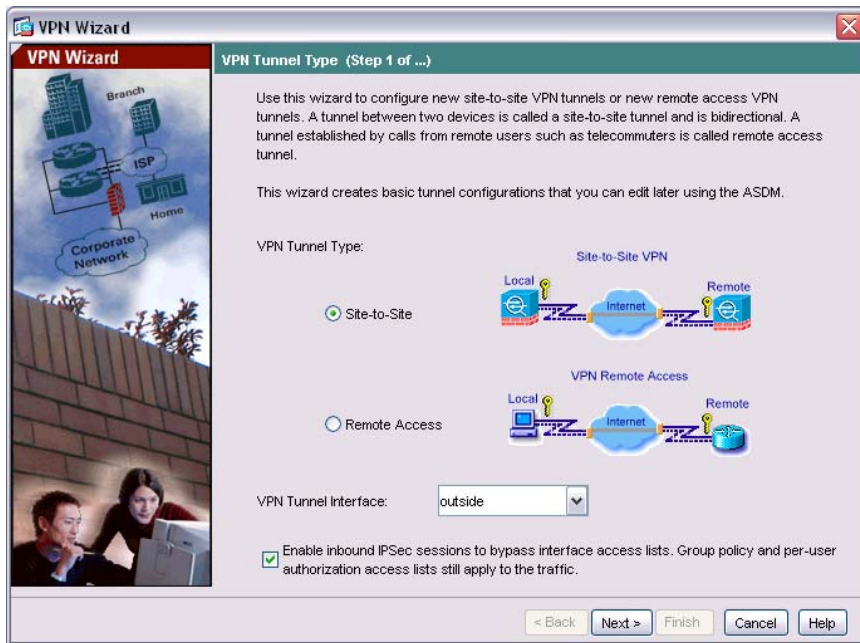 VPN Wizard
VPN Wizard
Branch
ISP
Home
Corporate
Network
VPN Tunnel Type (Step 1 of ...)
Use this wizard to configure new site-to-site VPN tunnels or new remote access VPN
tunnels. A tunnel between two devices is called a site-to-site tunnel and is bidirectional. A
tunnel established by calls from remote users such as telecommuters is called remote access
tunnel.
This wizard creates basic tunnel configurations that you can edit later using the ASDM.
VPN Tunnel Type:
Site-to-Site VPN
Local
Remote
Internet
Site-to-Site
VPN Remote Access
Local
Remote
Internet
Remote Access
VPN Tunnel Interface:
outside
Enable inbound IPSec sessions to bypass interface access lists. Group policy and per-user
authorization access lists still apply to the traffic.
< Back
Next >
Finish
Cancel
Help